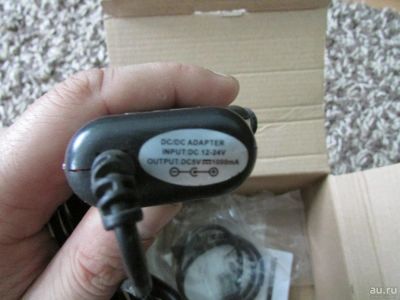 DC/DC ADAPTER
INPUT:DC 12-24V
OUTPUT:DC5V⎓1000mA
au.ru